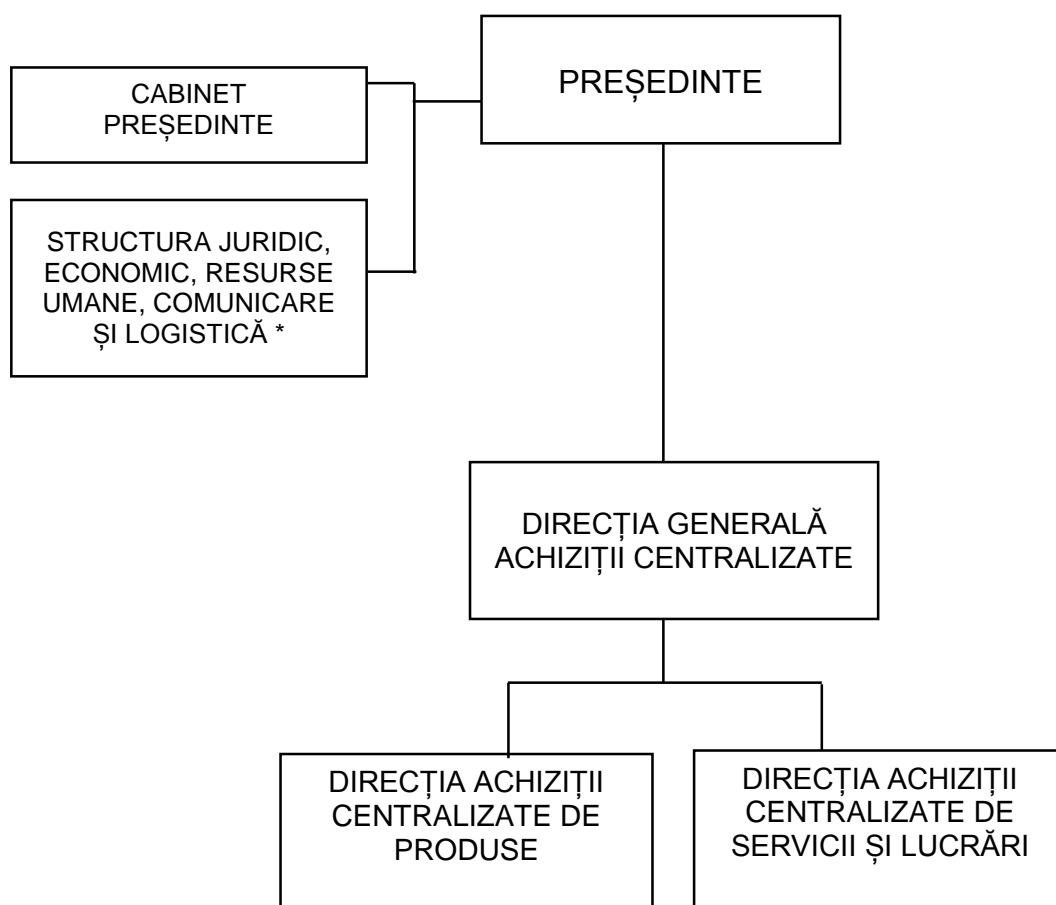 PREȘEDINTE
CABINET
PREȘEDINTE
STRUCTURA JURIDIC,
ECONOMIC, RESURSE
UMANE, COMUNICARE
ȘI LOGISTICĂ *
DIRECȚIA GENERALĂ
ACHIZIȚII CENTRALIZATE
DIRECȚIA ACHIZIȚII
CENTRALIZATE DE
PRODUSE
DIRECȚIA ACHIZIȚII
CENTRALIZATE DE
SERVICII ȘI LUCRĂRI